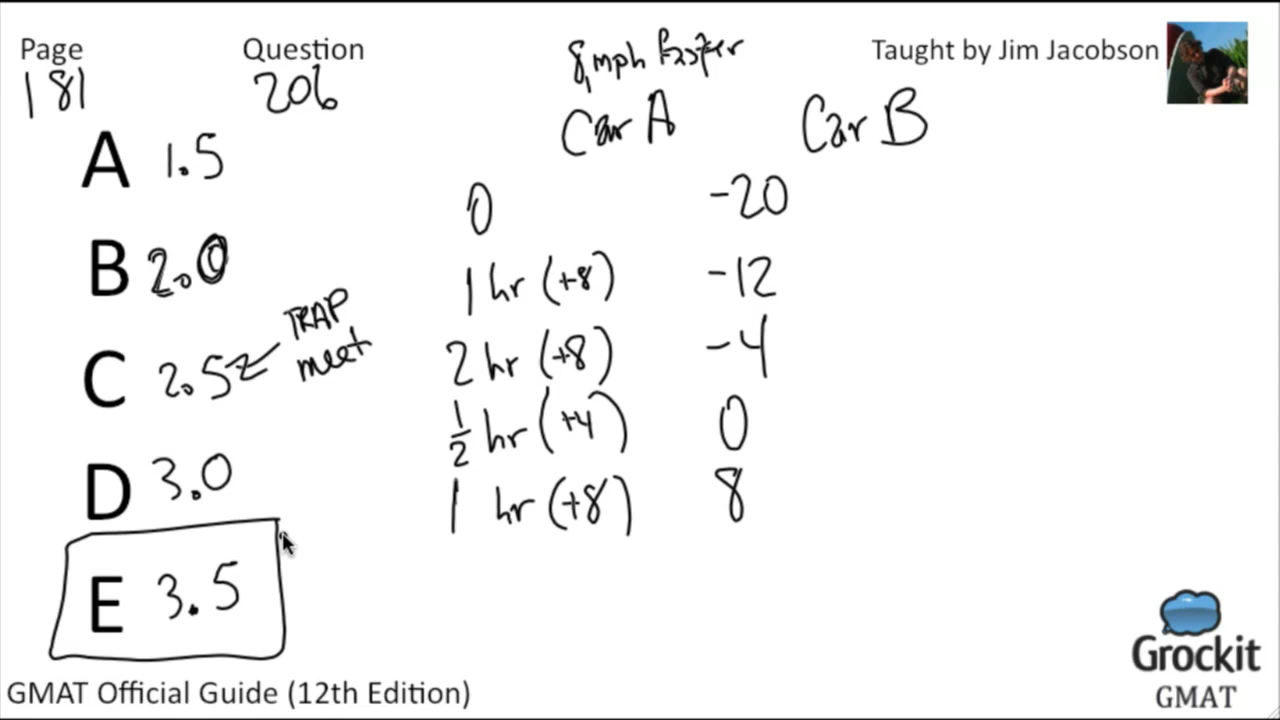 Page
Question
8 mph faster
Taught by Jim Jacobson
181
206
Car A
Car B
A 1.5
0
-20
B 2.0
1 hr (+8)
-12
TRAP
meet
C 2.5
2 hr (+8)
-4
1/2 hr (+4)
0
D 3.0
1 hr (+8)
8
E 3.5
Grockit
GMAT
GMAT Official Guide (12th Edition)